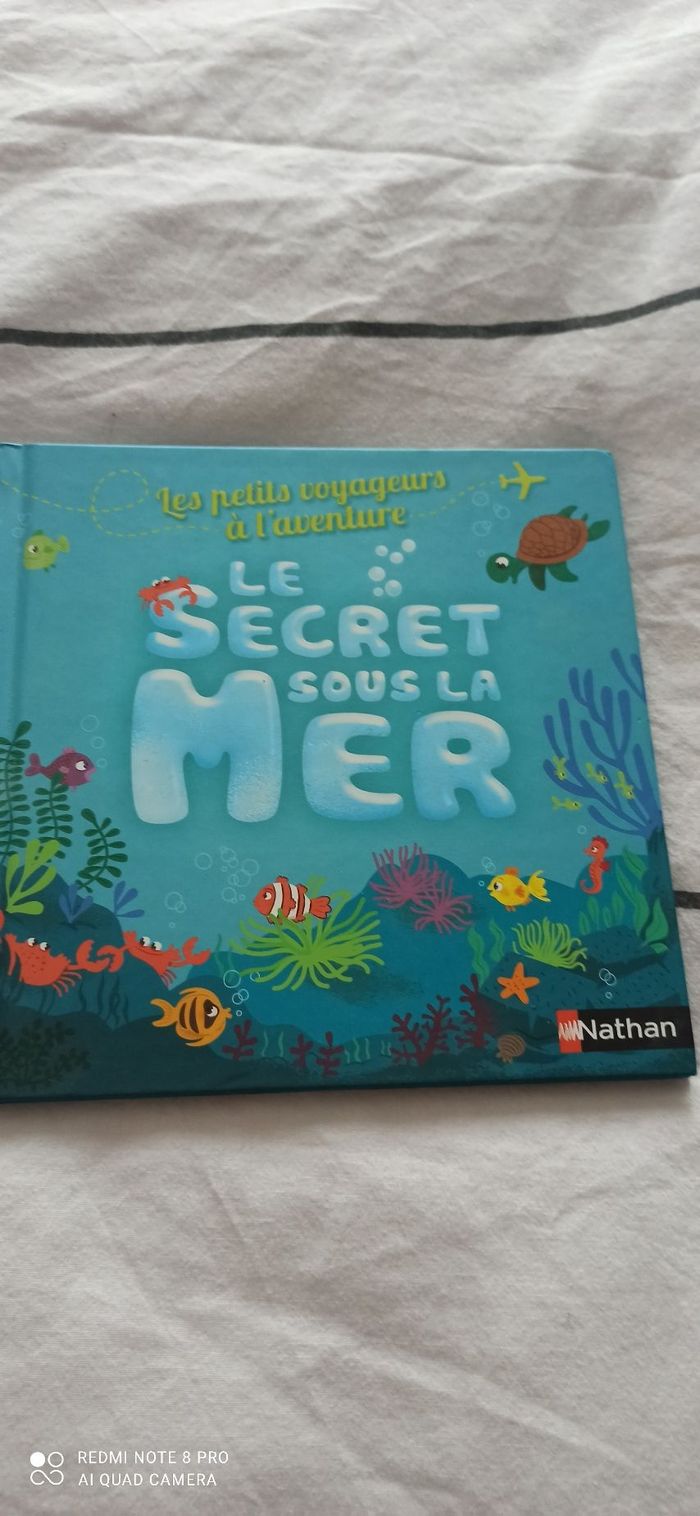 Les petits voyageurs
à l'aventure
LE
SECRET
SOUS LA
MER
Nathan
REDMI NOTE 8 PRO
AI QUAD CAMERA